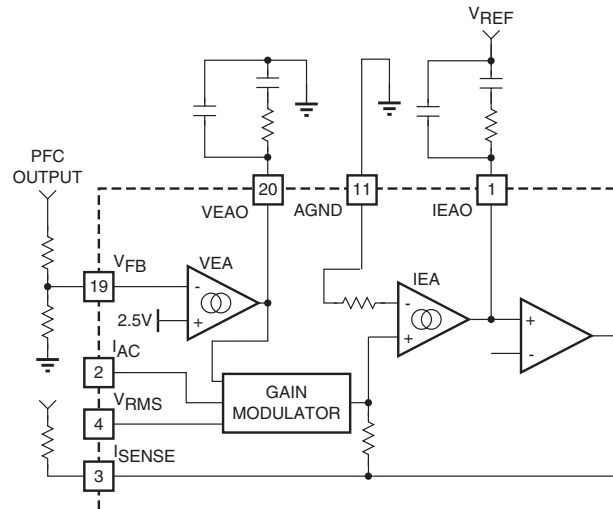 VREF
PFC
OUTPUT
20
11
1
VEAO
AGND
IEAO
VFB
VEA
IEA
19
-
2.5V
+
-
+
+
-
IAC
2
GAIN
MODULATOR
VRMS
4
ISENSE
3